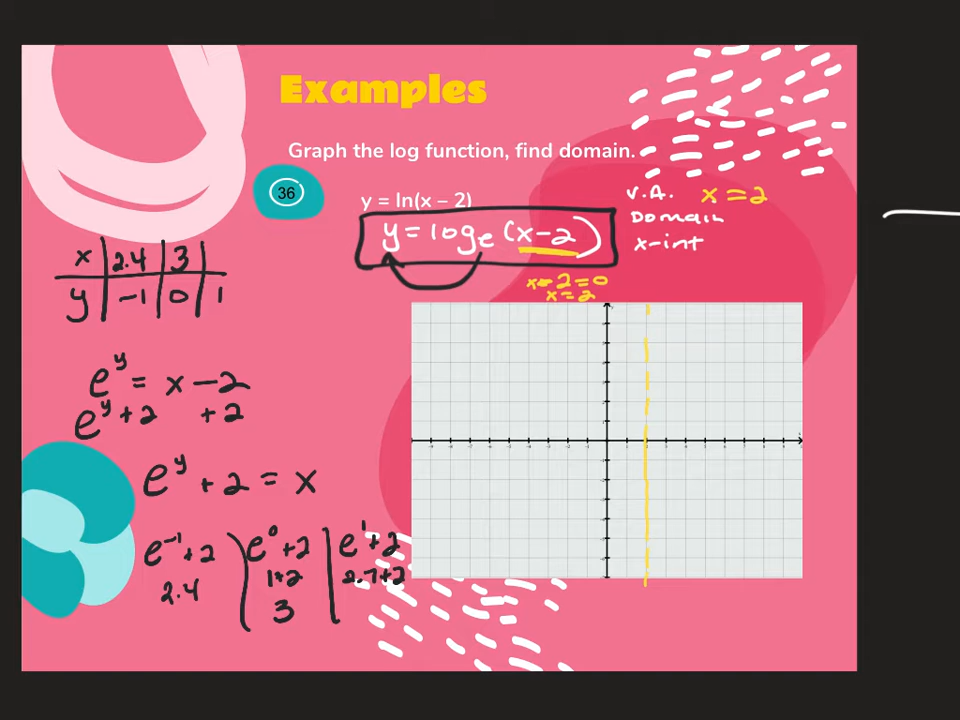 Examples
Graph the log function, find domain.
36
y = ln(x – 2)
y = logₑ(x-2)
x-2=0
x=2
V.A. x=2
Domain
x-int
x | 2.4 | 3 |
y | -1 | 0 | 1
e^y = x-2
e^y+2 +2
e^y + 2 = x
e^-1+2 | e^0+2 | e^1+2
2.4 | 1+2 | 2.7+2
3